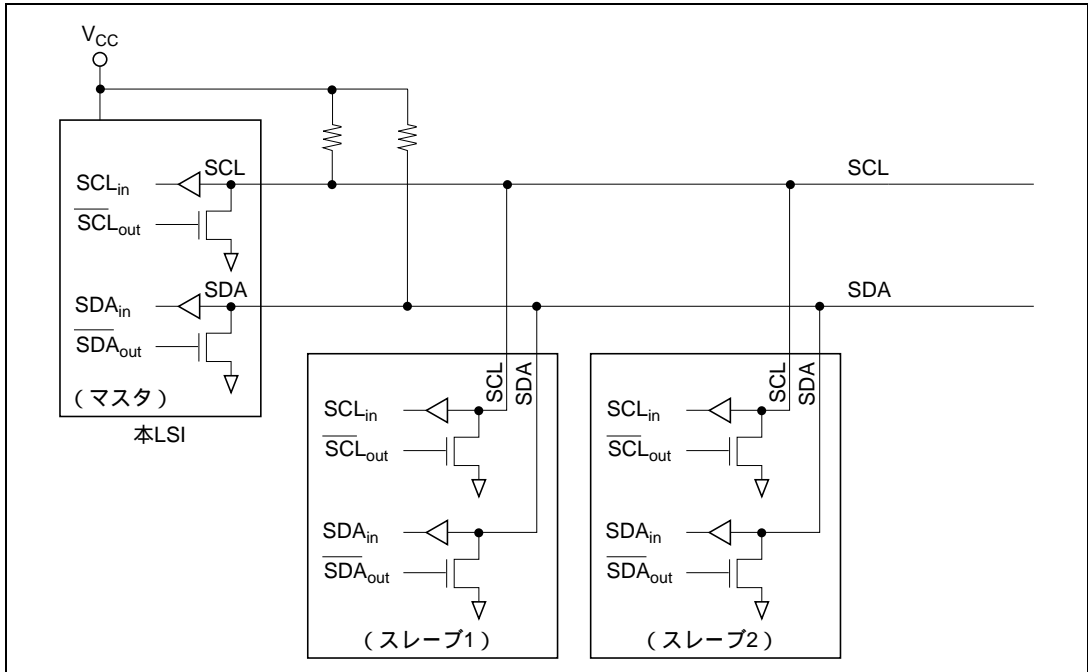 VCC
SCL
SCLin
SCLout
SDA
SDAin
SDAout
（マスタ）
本LSI
SCL
SDA
SCL
SDA
SCLin
SCLout
SDAin
SDAout
（スレーブ1）
SCL
SDA
SCLin
SCLout
SDAin
SDAout
（スレーブ2）